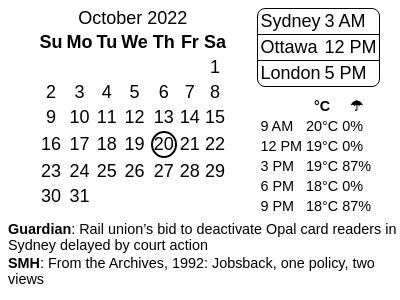 October 2022
Su Mo Tu We Th Fr Sa
1
2 3 4 5 6 7 8
9 10 11 12 13 14 15
16 17 18 19 20 21 22
23 24 25 26 27 28 29
30 31
Sydney 3 AM
Ottawa 12 PM
London 5 PM
°C ☂
9 AM 20°C 0%
12 PM 19°C 0%
3 PM 19°C 87%
6 PM 18°C 0%
9 PM 18°C 87%
Guardian: Rail union's bid to deactivate Opal card readers in
Sydney delayed by court action
SMH: From the Archives, 1992: Jobsback, one policy, two
views